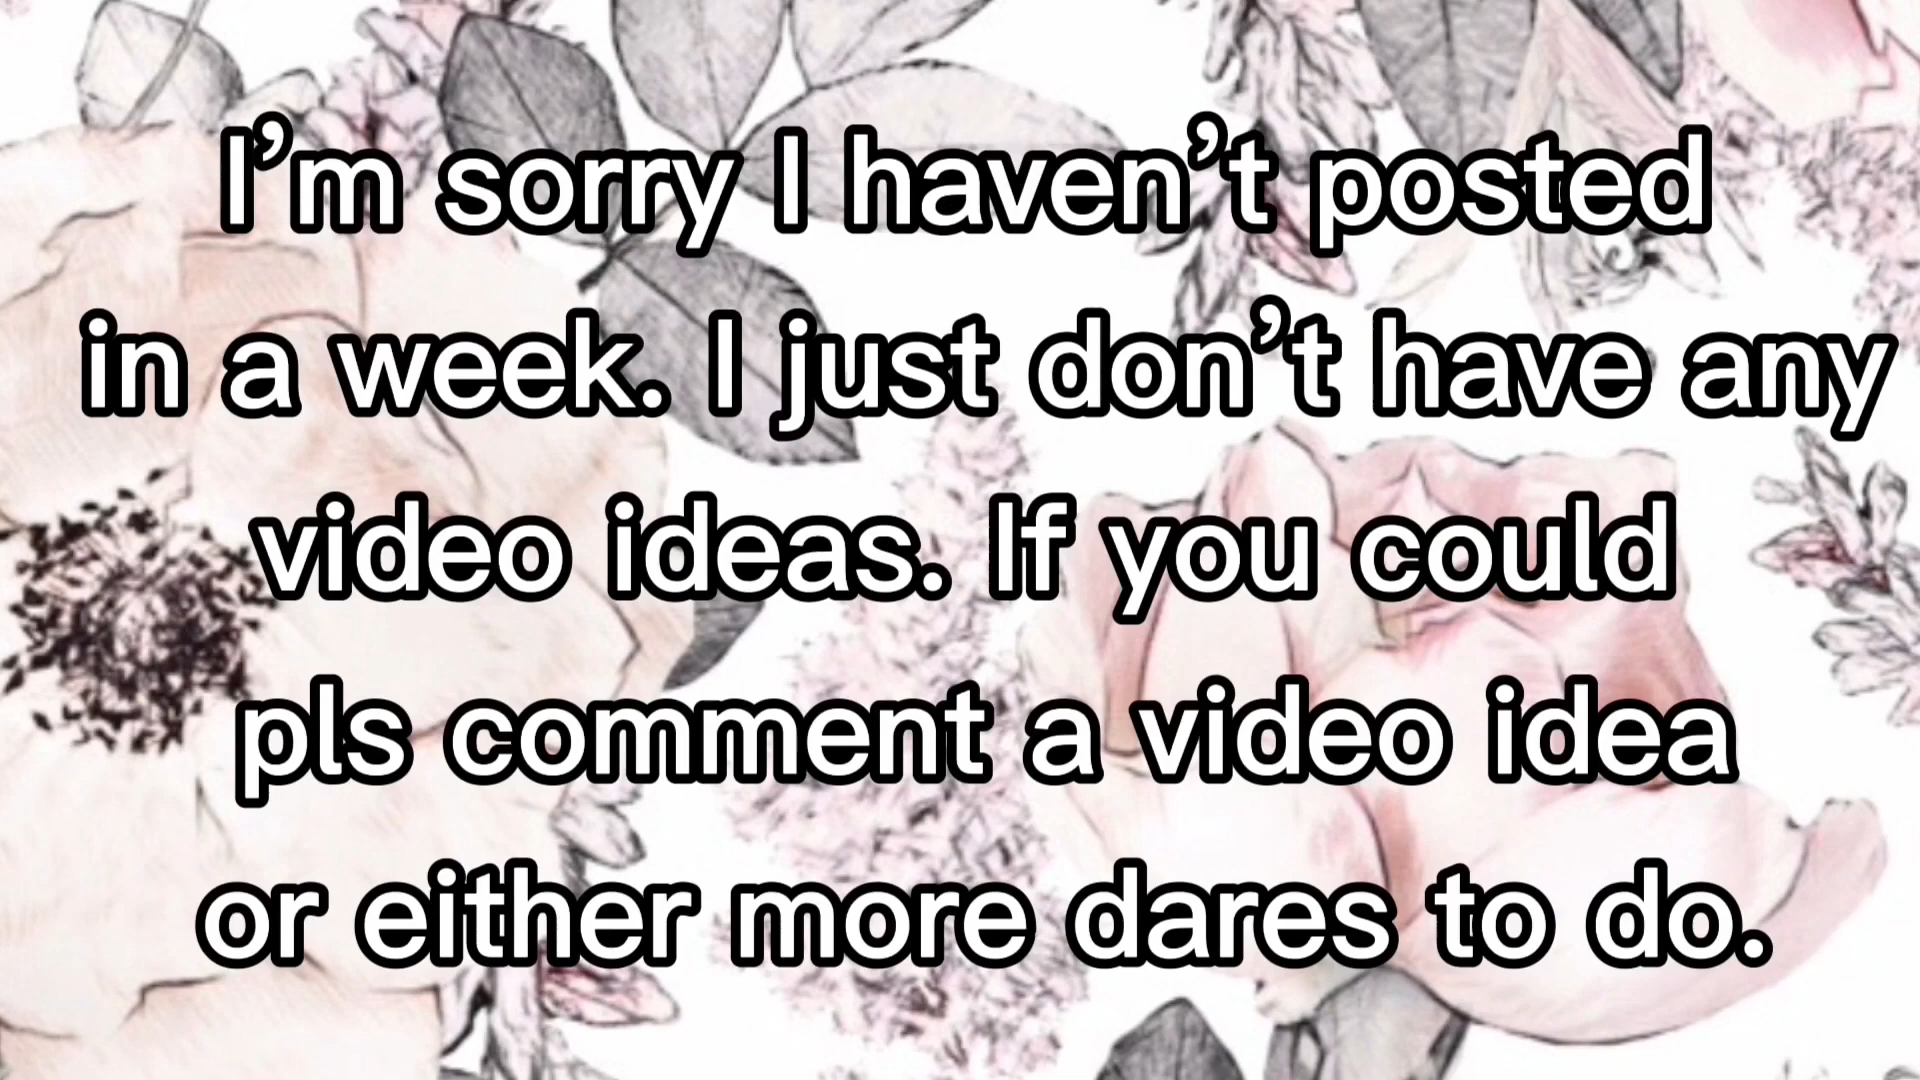 I’m sorry I haven’t posted
in a week. I just don’t have any
video ideas. If you could
pls comment a video idea
or either more dares to do.